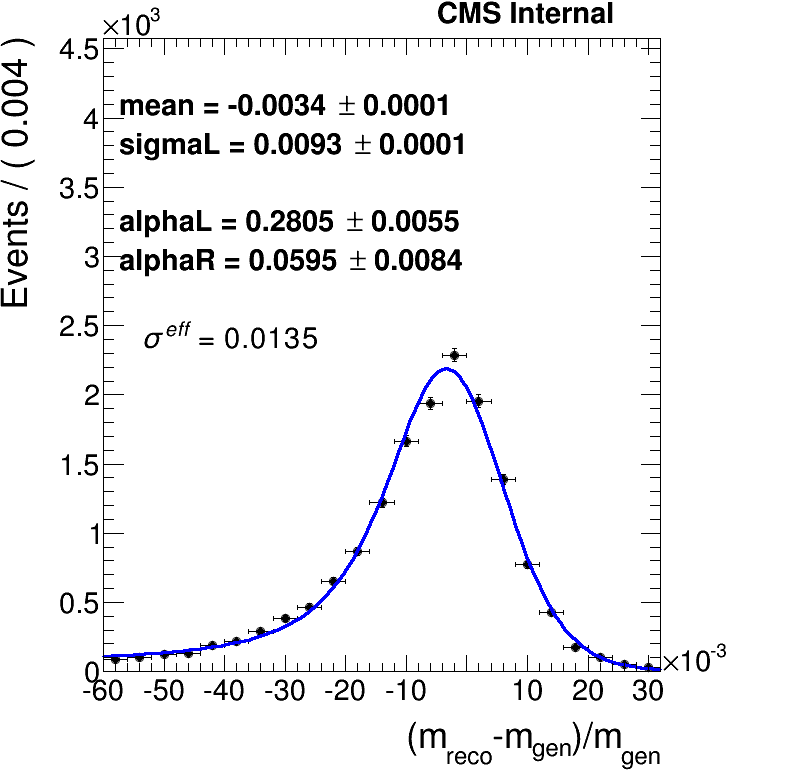 CMS Internal
×10³
Events / ( 0.004 )
4.5
4
3.5
3
2.5
2
1.5
1
0.5
0
mean = -0.0034 ± 0.0001
sigmaL = 0.0093 ± 0.0001
alphaL = 0.2805 ± 0.0055
alphaR = 0.0595 ± 0.0084
σ^eff = 0.0135
-60 -50 -40 -30 -20 -10 10 20 30
×10⁻³
(m_reco-m_gen)/m_gen